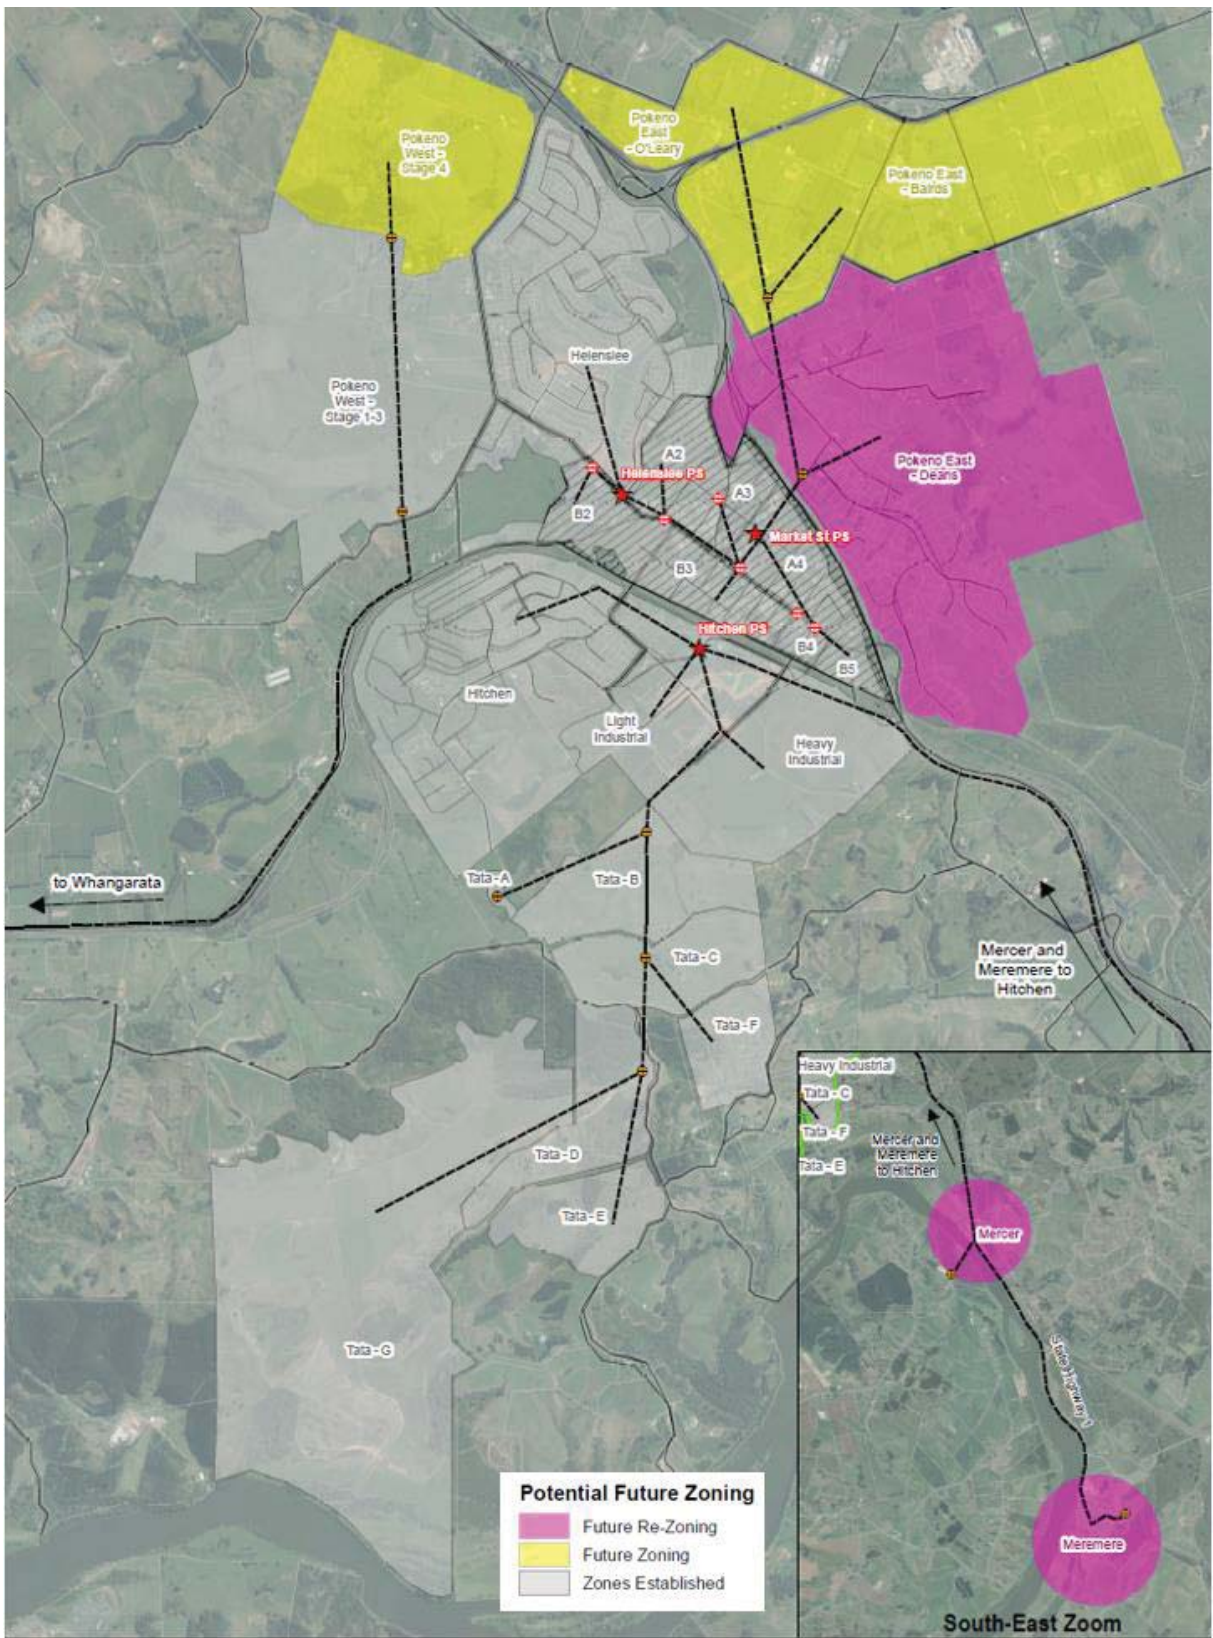 Pokeno
West -
Stage 4
Pokeno
East
- O'Leary
Pokeno East
- Bairds
Helenslee
Pokeno
West -
Stage 1-3
A2
Helenslee PS
A3
Pokeno East
- Deans
B2
Market St PS
B3
A4
Hitchen PS
B4
B5
Hitchen
Light
Industrial
Heavy
Industrial
to Whangarata
Tata - A
Tata - B
Tata - C
Mercer and
Meremere to
Hitchen
Tata - F
Tata - D
Tata - E
Tata - G
Heavy Industrial
Tata - C
Tata - F
Tata - E
Mercer and
Meremere
to Hitchen
Mercer
State Highway 1
Meremere
South-East Zoom
Potential Future Zoning
Future Re-Zoning
Future Zoning
Zones Established